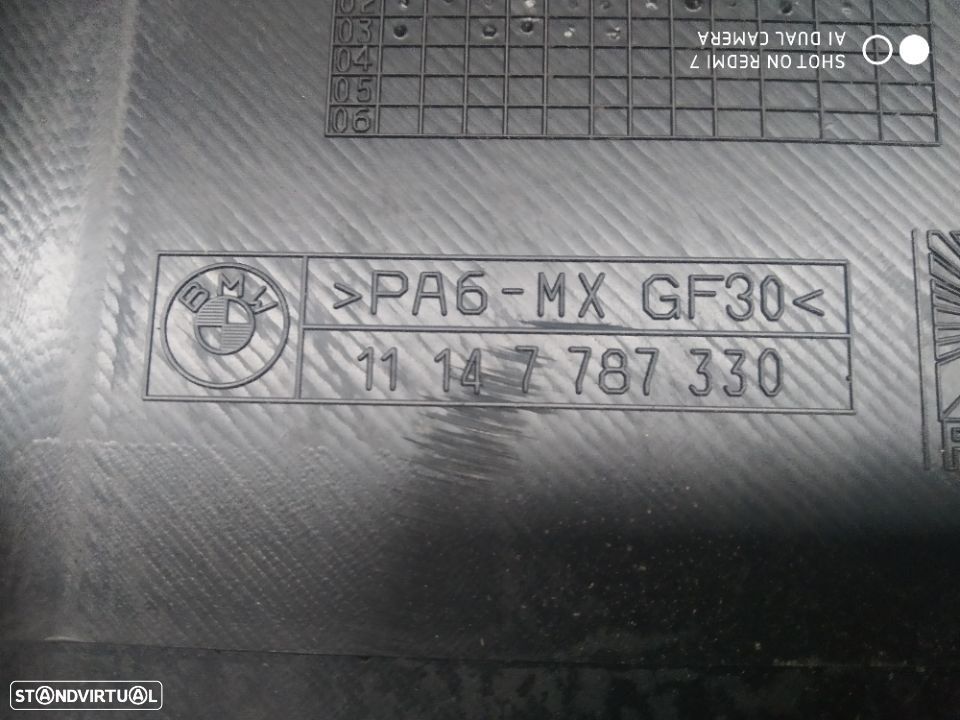 02
03
04
05
06
SHOT ON REDMI 7
AI DUAL CAMERA
BMW
>PA6-MX GF30<
11 14 7 787 330
STANDVIRTUAL